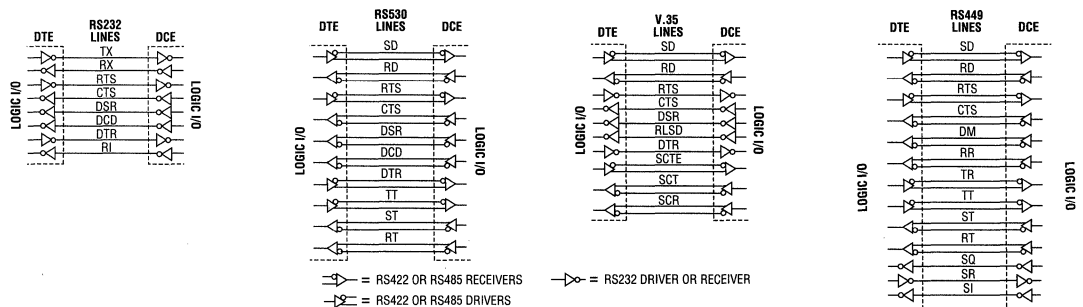 RS232
DTE LINES DCE
TX
RX
RTS
CTS
DSR
DCD
DTR
RI
LOGIC I/O
LOGIC I/O
RS530
DTE LINES DCE
SD
RD
RTS
CTS
DSR
DCD
DTR
TT
ST
RT
LOGIC I/O
LOGIC I/O
V.35
DTE LINES DCE
SD
RD
RTS
CTS
DSR
RLSD
DTR
SCTE
SCT
SCR
LOGIC I/O
LOGIC I/O
RS449
DTE LINES DCE
SD
RD
RTS
CTS
DM
RR
TR
TT
ST
RT
SQ
SR
SI
LOGIC I/O
LOGIC I/O
= RS422 OR RS485 RECEIVERS
= RS232 DRIVER OR RECEIVER
= RS422 OR RS485 DRIVERS